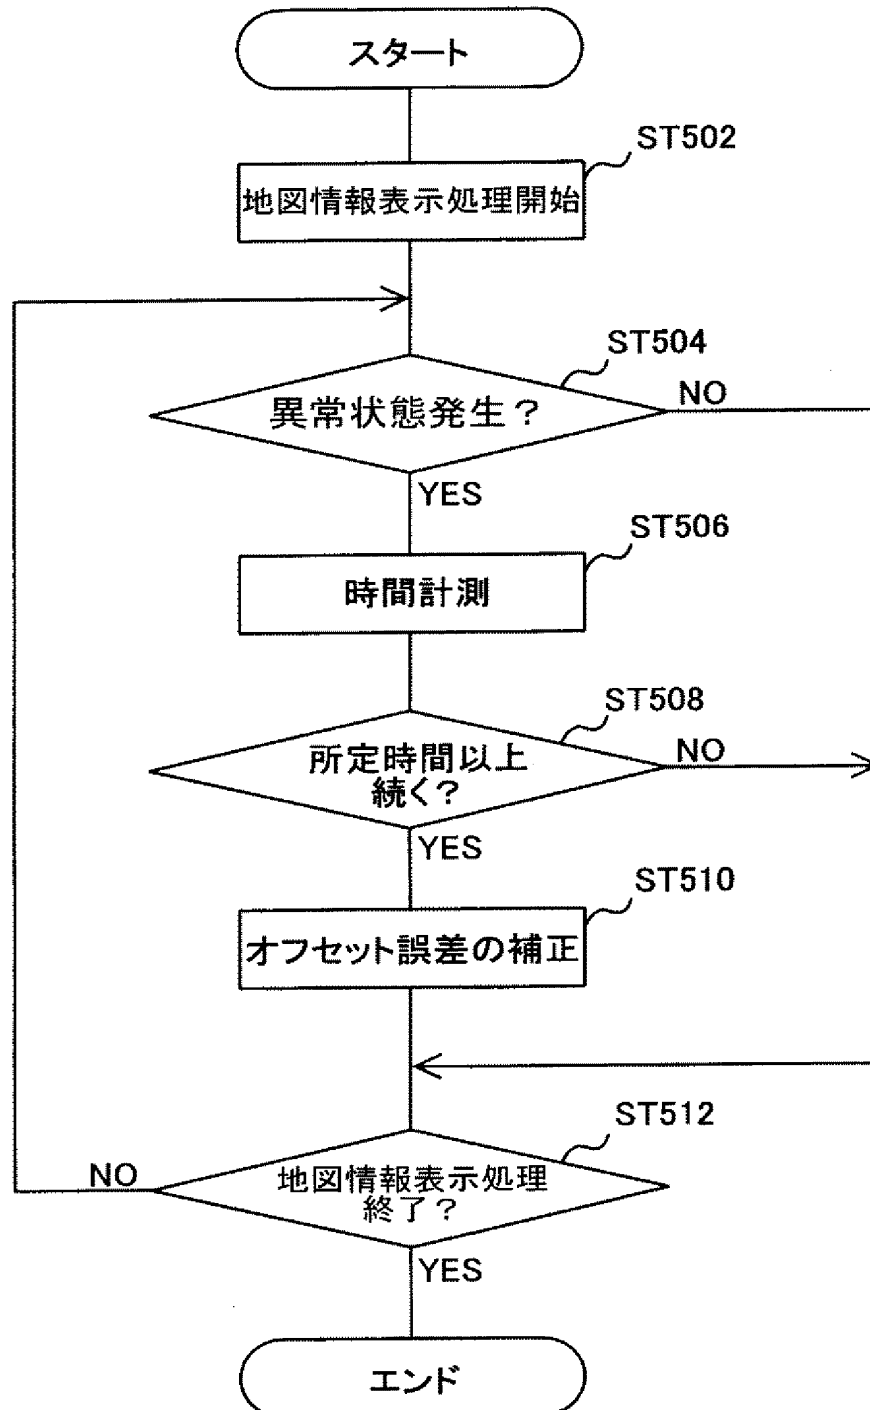 スタート
ST502
地図情報表示処理開始
ST504
異常状態発生？
NO
YES
ST506
時間計測
ST508
所定時間以上
続く？
NO
YES
ST510
オフセット誤差の補正
ST512
地図情報表示処理
終了？
NO
YES
エンド